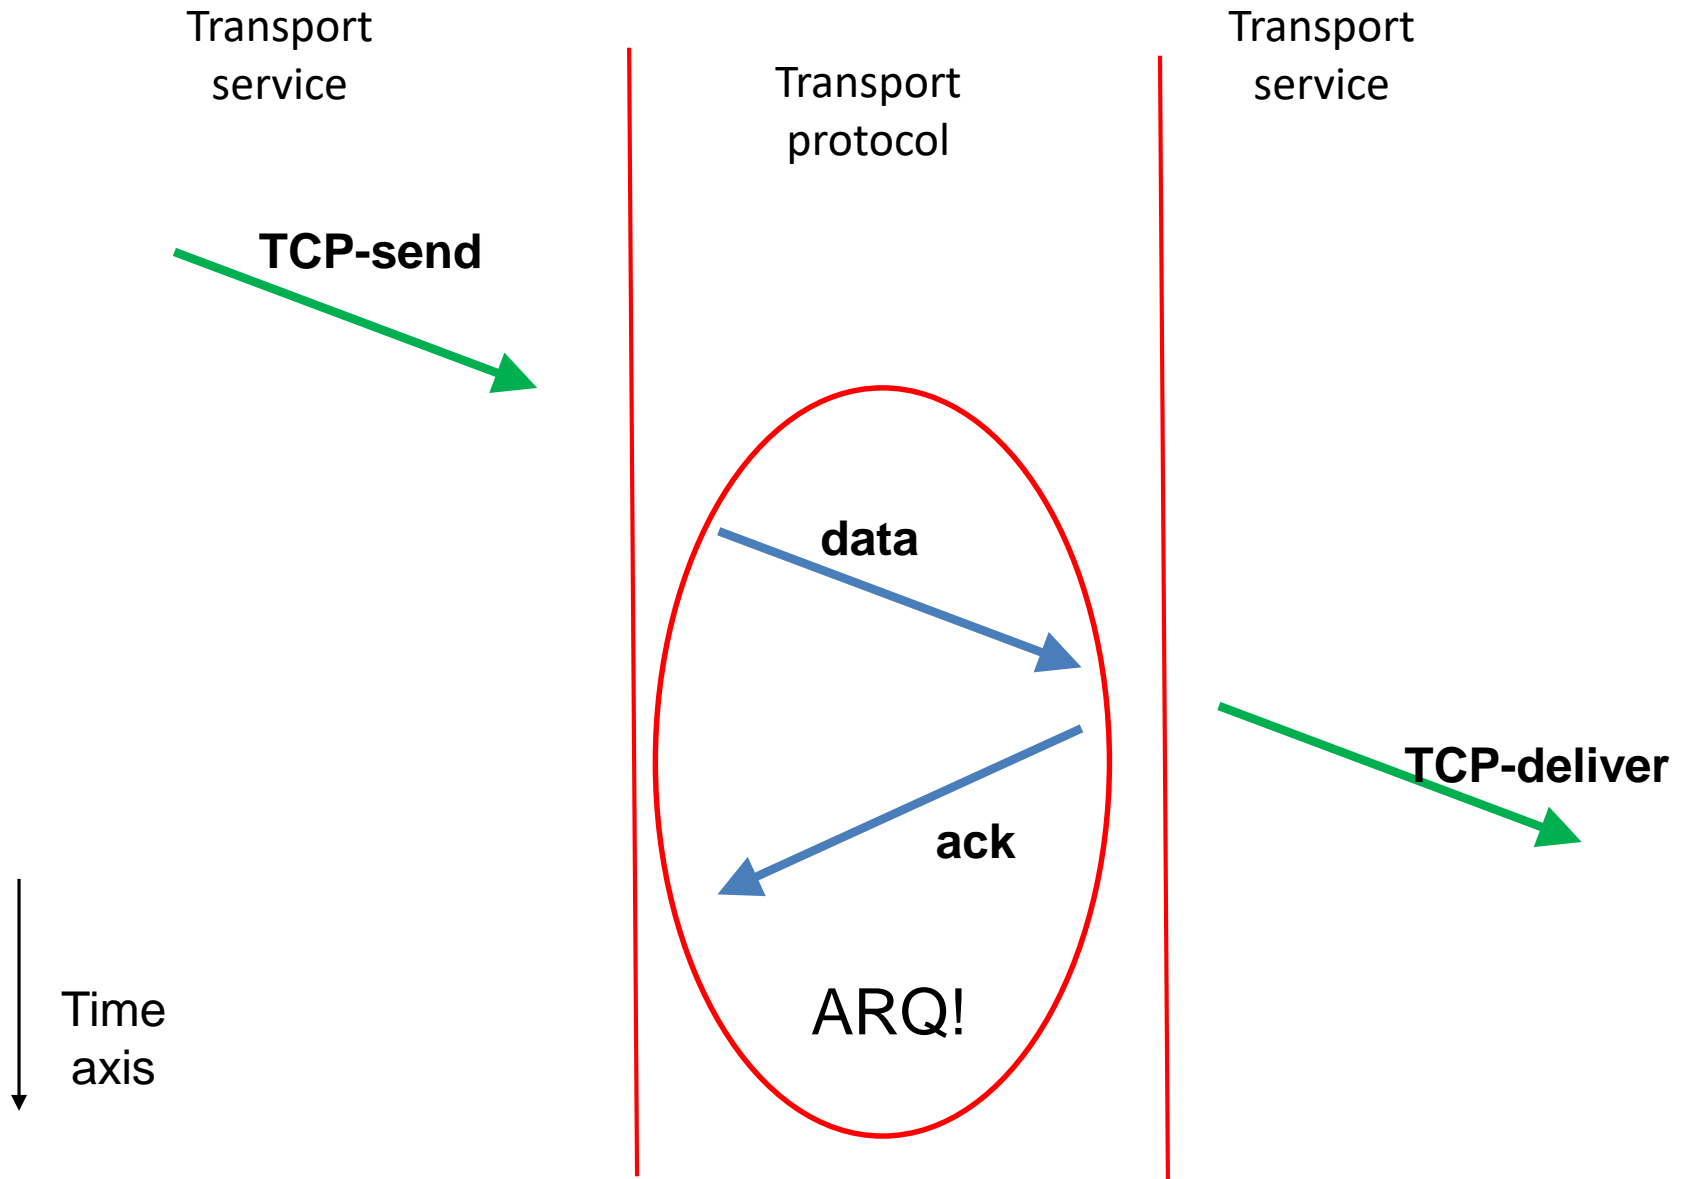 Transport
service
Transport
protocol
Transport
service
TCP-send
data
TCP-deliver
ack
ARQ!
Time
axis